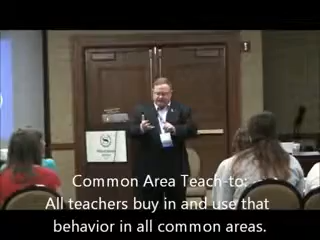 Common Area Teach-to:
All teachers buy in and use that
behavior in all common areas.